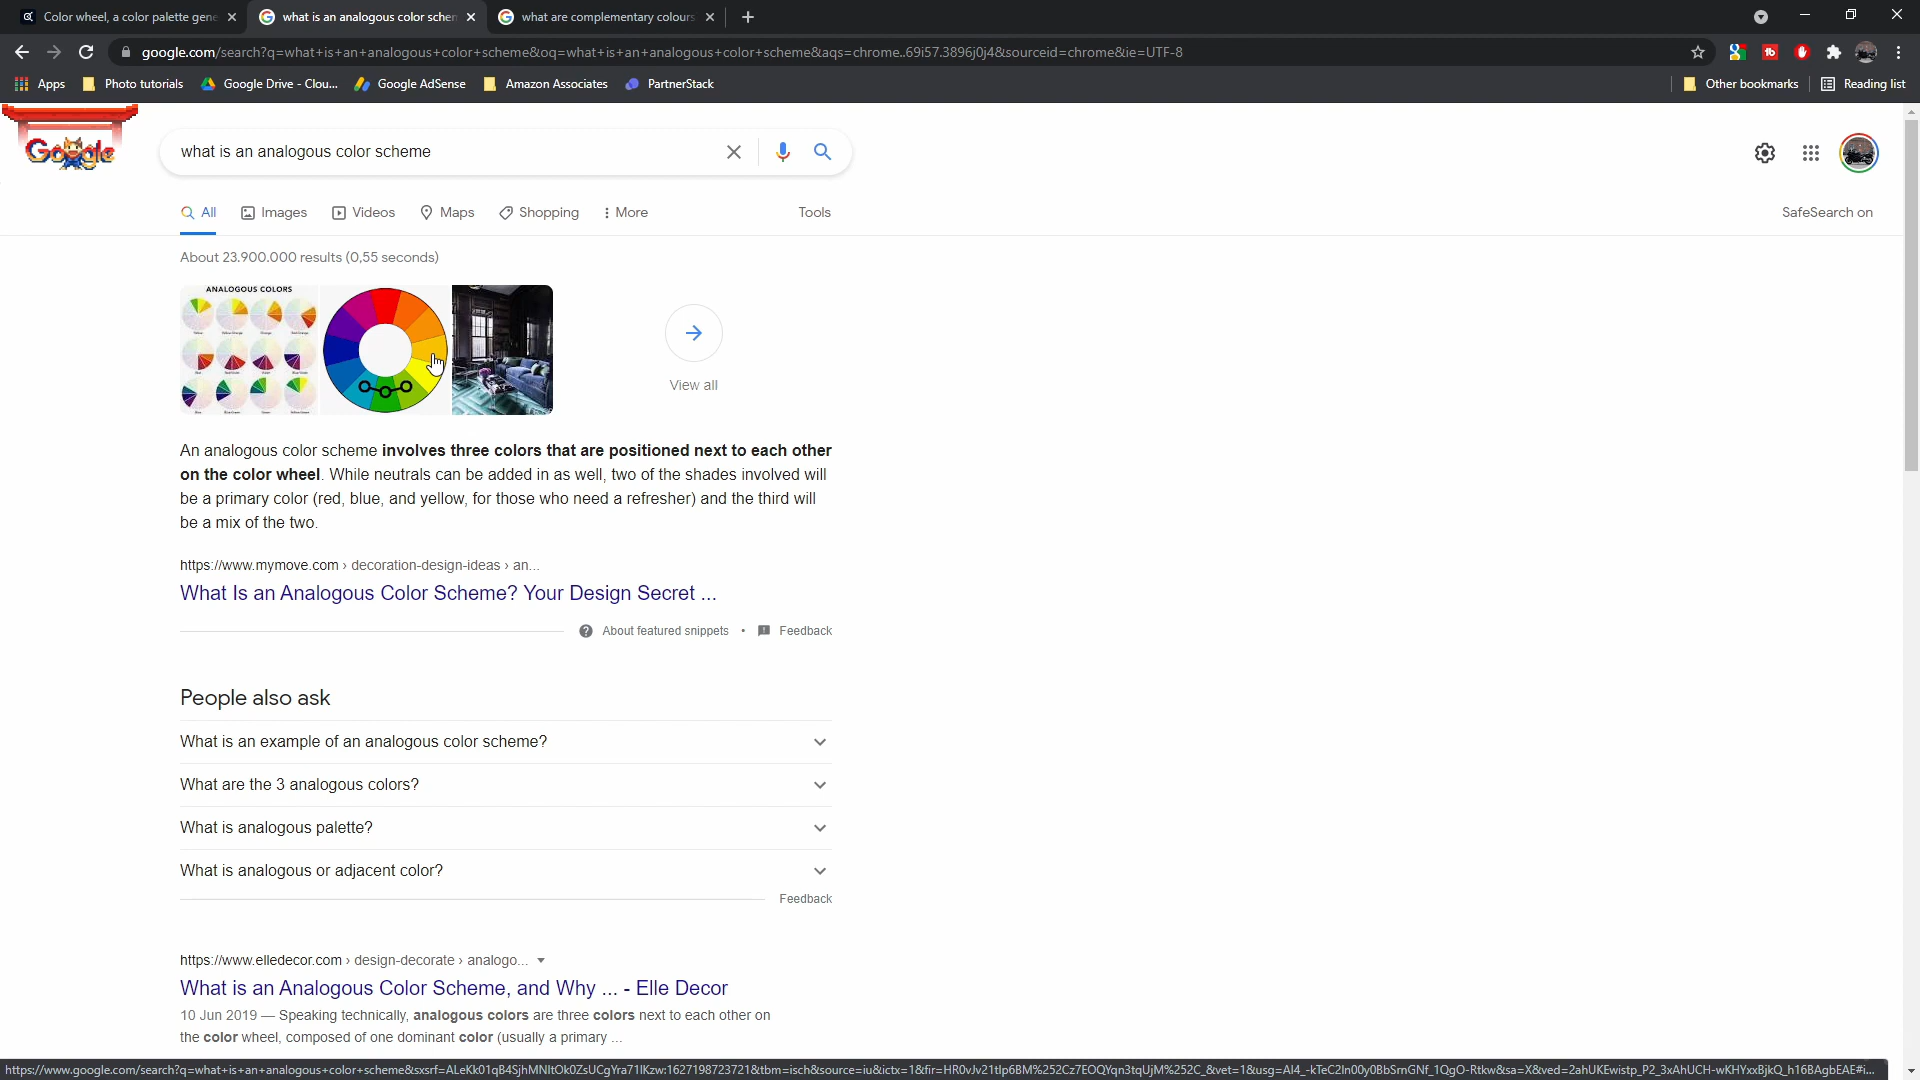 Color wheel, a color palette gene
what is an analogous color schem
what are complementary colours
google.com/search?q=what+is+an+analogous+color+scheme&oq=what+is+an+analogous+color+scheme&aqs=chrome..69i57.3896j0j4&sourceid=chrome&ie=UTF-8
Apps
Photo tutorials
Google Drive - Clou...
Google AdSense
Amazon Associates
PartnerStack
Other bookmarks
Reading list
Google
what is an analogous color scheme
All
Images
Videos
Maps
Shopping
More
Tools
SafeSearch on
About 23.900.000 results (0,55 seconds)
ANALOGOUS COLORS
View all
An analogous color scheme involves three colors that are positioned next to each other
on the color wheel. While neutrals can be added in as well, two of the shades involved will
be a primary color (red, blue, and yellow, for those who need a refresher) and the third will
be a mix of the two.
https://www.mymove.com › decoration-design-ideas › an...
What Is an Analogous Color Scheme? Your Design Secret ...
About featured snippets • Feedback
People also ask
What is an example of an analogous color scheme?
What are the 3 analogous colors?
What is analogous palette?
What is analogous or adjacent color?
Feedback
https://www.elledecor.com › design-decorate › analogo...
What is an Analogous Color Scheme, and Why ... - Elle Decor
10 Jun 2019 — Speaking technically, analogous colors are three colors next to each other on
the color wheel, composed of one dominant color (usually a primary ...